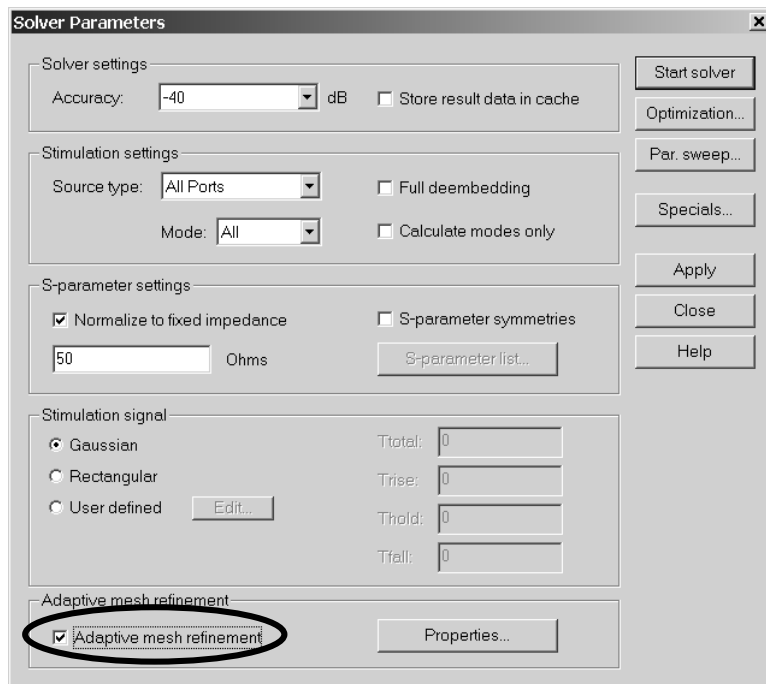 Solver Parameters
Solver settings
Accuracy: -40 dB
Store result data in cache
Stimulation settings
Source type: All Ports
Full deembedding
Mode: All
Calculate modes only
S-parameter settings
Normalize to fixed impedance
S-parameter symmetries
50 Ohms
S-parameter list...
Stimulation signal
Gaussian
Rectangular
User defined
Edit...
Ttotal: 0
Trise: 0
Thold: 0
Tfall: 0
Adaptive mesh refinement
Adaptive mesh refinement
Properties...
Start solver
Optimization...
Par. sweep...
Specials...
Apply
Close
Help